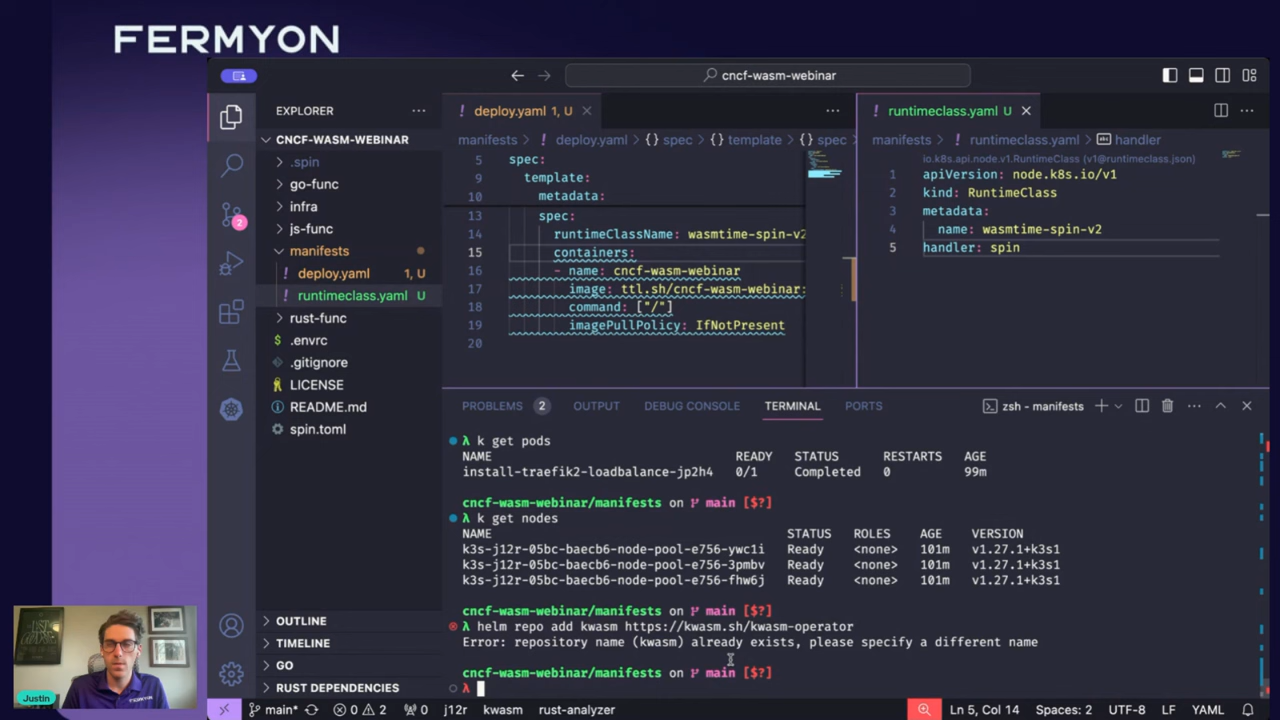 FERMYON
cncf-wasm-webinar
EXPLORER
CNCF-WASM-WEBINAR
.spin
go-func
infra
js-func
manifests
deploy.yaml 1, U
runtimeclass.yaml U
rust-func
.envrc
.gitignore
LICENSE
README.md
spin.toml
OUTLINE
TIMELINE
GO
RUST DEPENDENCIES
deploy.yaml 1, U
manifests > deploy.yaml > {} spec > {} template > {} spec
5 spec:
9 template:
10 metadata:
13 spec:
14 runtimeClassName: wasmtime-spin-v2
15 containers:
16 - name: cncf-wasm-webinar
17 image: ttl.sh/cncf-wasm-webinar:
18 command: ["/"]
19 imagePullPolicy: IfNotPresent
20
runtimeclass.yaml U
manifests > runtimeclass.yaml > abc handler
io.k8s.api.node.v1.RuntimeClass (v1@runtimeclass.json)
1 apiVersion: node.k8s.io/v1
2 kind: RuntimeClass
3 metadata:
4 name: wasmtime-spin-v2
5 handler: spin
PROBLEMS 2 OUTPUT DEBUG CONSOLE TERMINAL PORTS zsh - manifests
λ k get pods
NAME READY STATUS RESTARTS AGE
install-traefik2-loadbalance-jp2h4 0/1 Completed 0 99m
cncf-wasm-webinar/manifests on main [$?]
λ k get nodes
NAME STATUS ROLES AGE VERSION
k3s-j12r-05bc-baecb6-node-pool-e756-ywc1i Ready <none> 101m v1.27.1+k3s1
k3s-j12r-05bc-baecb6-node-pool-e756-3pmbv Ready <none> 101m v1.27.1+k3s1
k3s-j12r-05bc-baecb6-node-pool-e756-fhw6j Ready <none> 101m v1.27.1+k3s1
cncf-wasm-webinar/manifests on main [$?]
λ helm repo add kwasm https://kwasm.sh/kwasm-operator
Error: repository name (kwasm) already exists, please specify a different name
cncf-wasm-webinar/manifests on main [$?]
λ
2
Justin
FERMYON
main* 0 2 0 j12r kwasm rust-analyzer Ln 5, Col 14 Spaces: 2 UTF-8 LF YAML